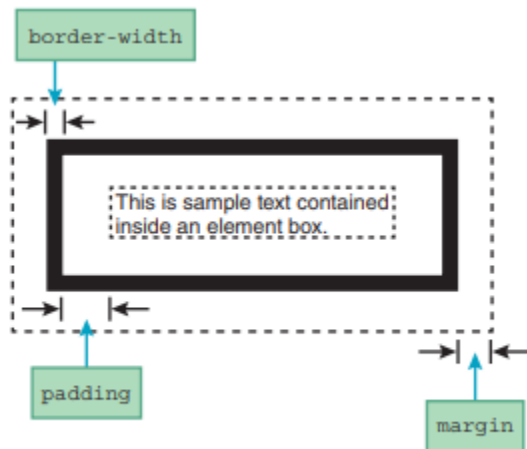 border-width
This is sample text contained
inside an element box.
padding
margin